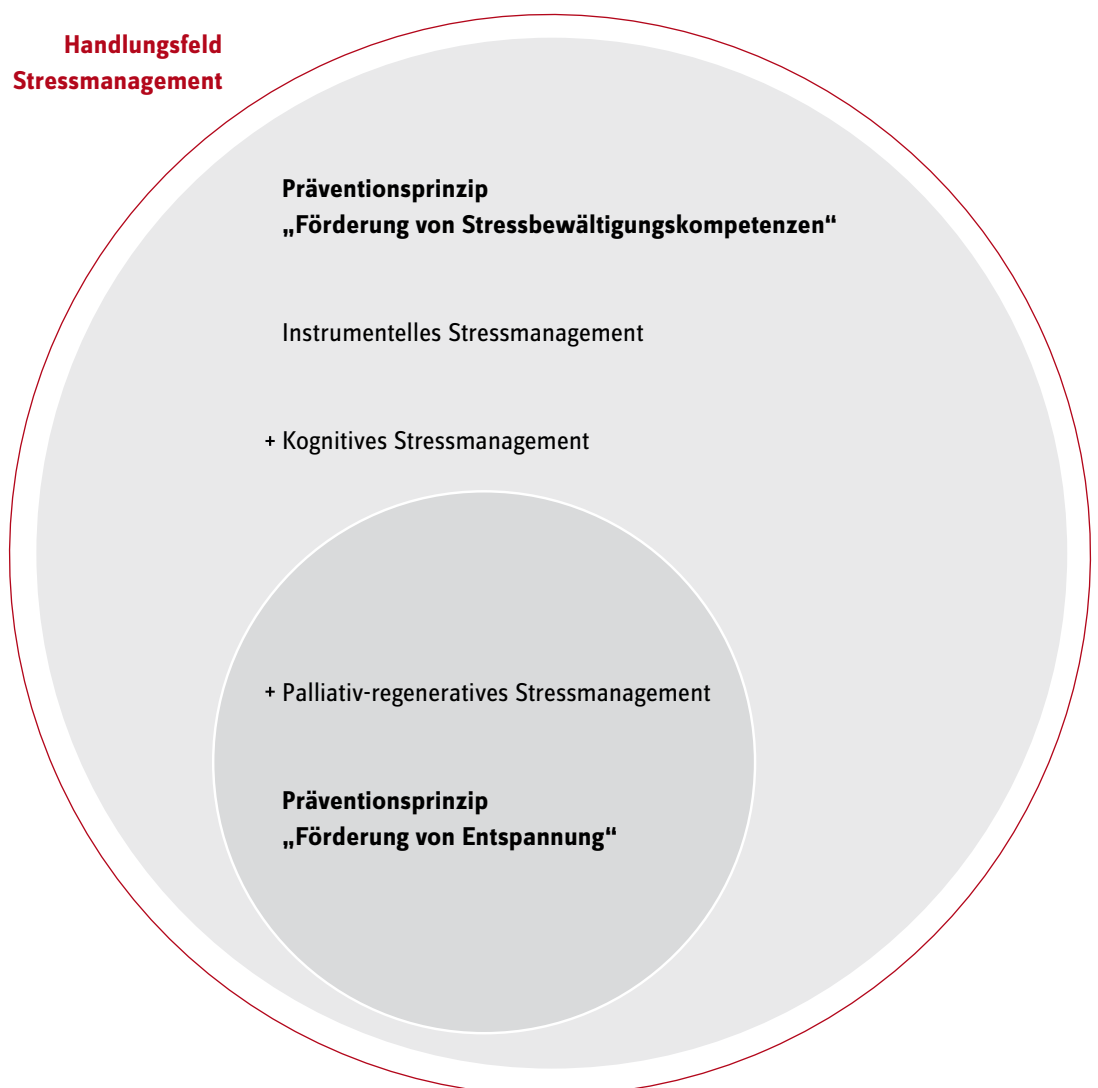 Handlungsfeld
Stressmanagement
Präventionsprinzip
„Förderung von Stressbewältigungskompetenzen“
Instrumentelles Stressmanagement
+ Kognitives Stressmanagement
+ Palliativ-regeneratives Stressmanagement
Präventionsprinzip
„Förderung von Entspannung“